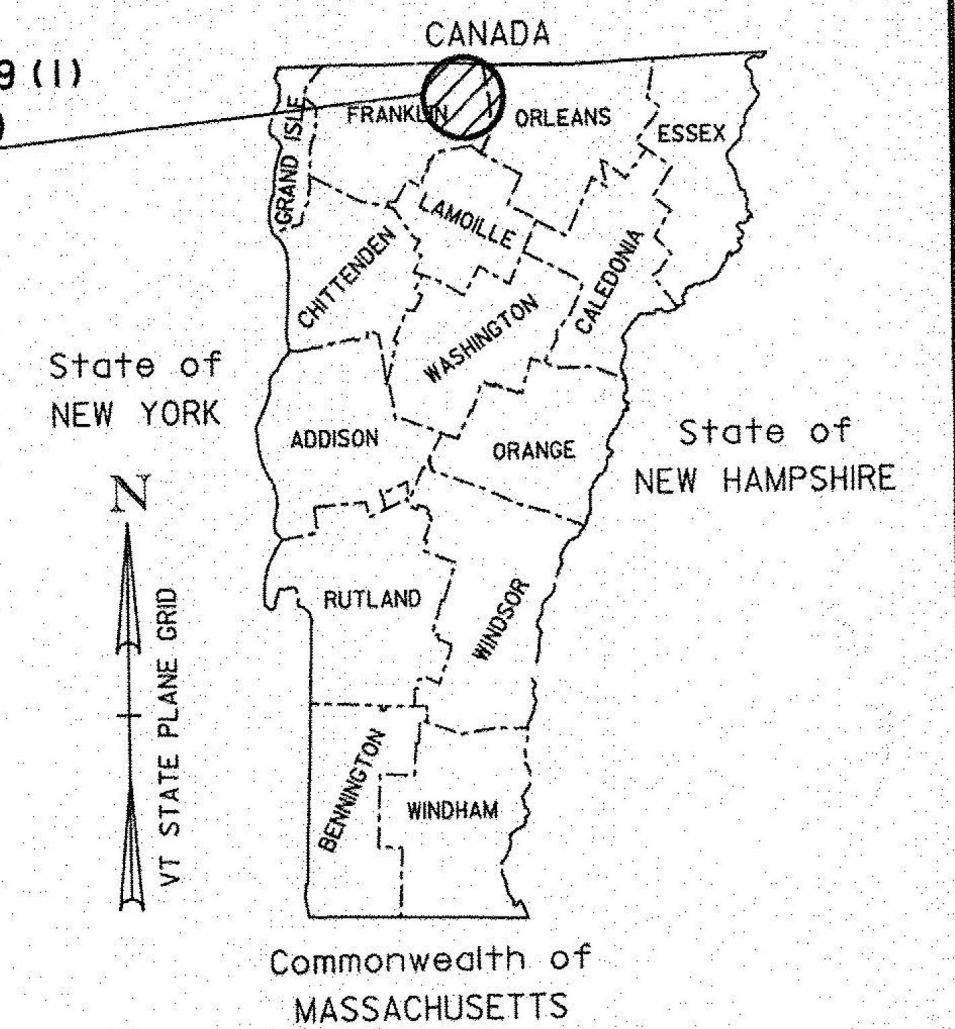 CANADA
9 (1)
)
GRAND ISLE
FRANKLIN
ORLEANS
ESSEX
LAMOILLE
CHITTENDEN
CALEDONIA
WASHINGTON
State of
NEW YORK
ADDISON
ORANGE
State of
NEW HAMPSHIRE
N
VT STATE PLANE GRID
RUTLAND
WINDSOR
BENNINGTON
WINDHAM
Commonwealth of
MASSACHUSETTS